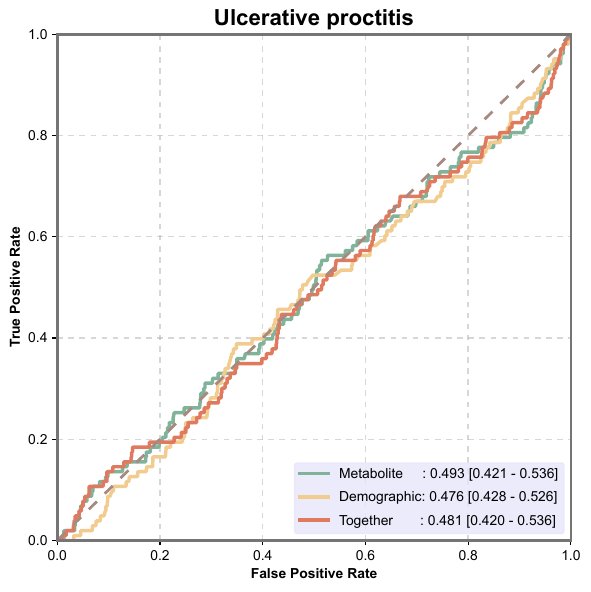 Ulcerative proctitis
1.0
0.8
0.6
0.4
0.2
0.0
True Positive Rate
Metabolite : 0.493 [0.421 - 0.536]
Demographic: 0.476 [0.428 - 0.526]
Together : 0.481 [0.420 - 0.536]
0.0 0.2 0.4 0.6 0.8 1.0
False Positive Rate